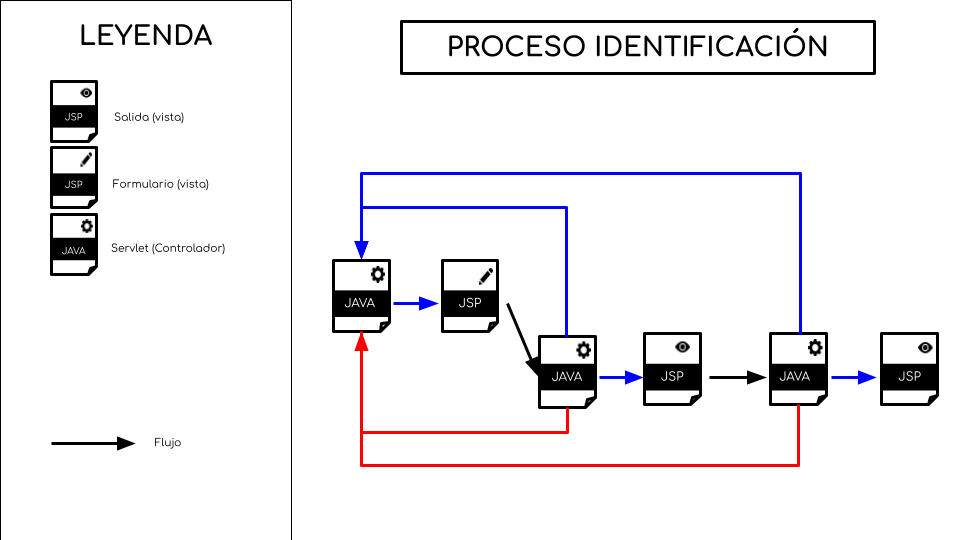 LEYENDA
JSP
Salida (vista)
JSP
Formulario (vista)
JAVA
Servlet (Controlador)
Flujo
PROCESO IDENTIFICACIÓN
JAVA
JSP
JAVA
JSP
JAVA
JSP